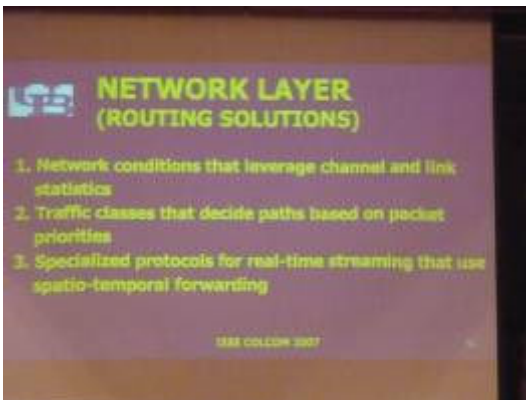 NETWORK LAYER
(ROUTING SOLUTIONS)
1. Network conditions that leverage channel and link
statistics
2. Traffic classes that decide paths based on packet
priorities
3. Specialized protocols for real-time streaming that use
spatio-temporal forwarding
IEEE COLLCOM 2007